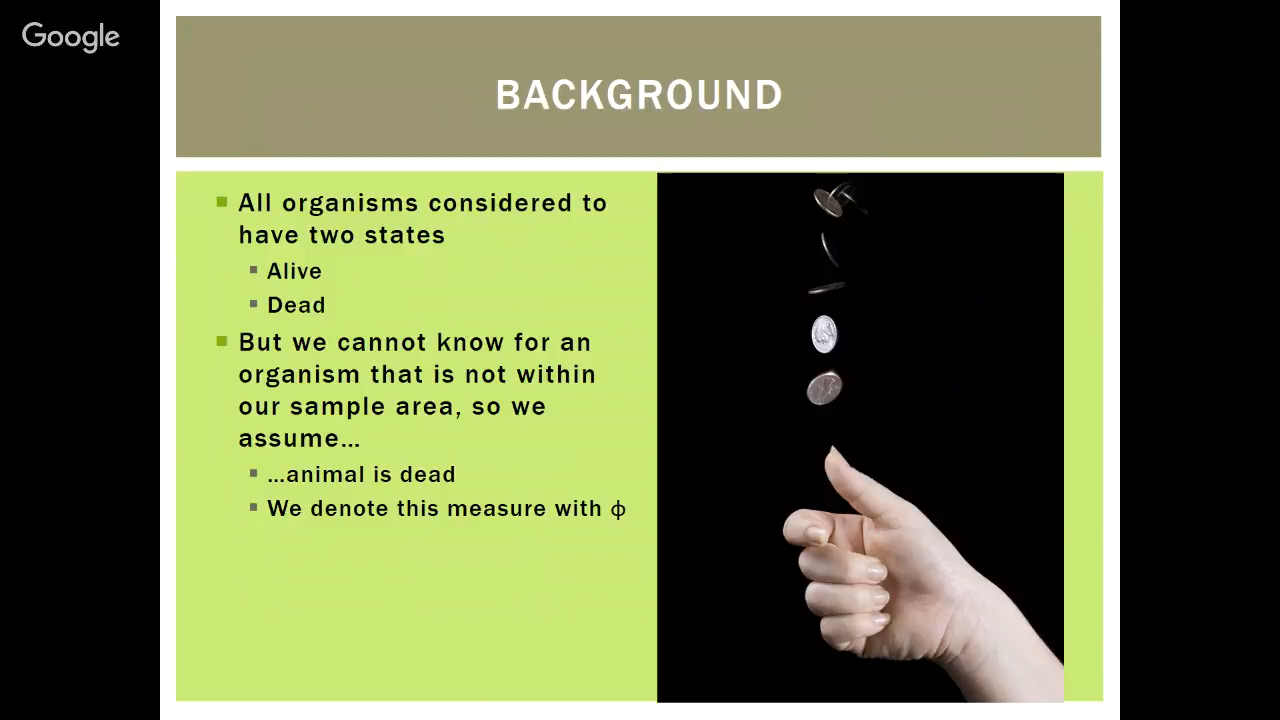 Google
BACKGROUND
All organisms considered to
have two states
Alive
Dead
But we cannot know for an
organism that is not within
our sample area, so we
assume…
…animal is dead
We denote this measure with ϕ